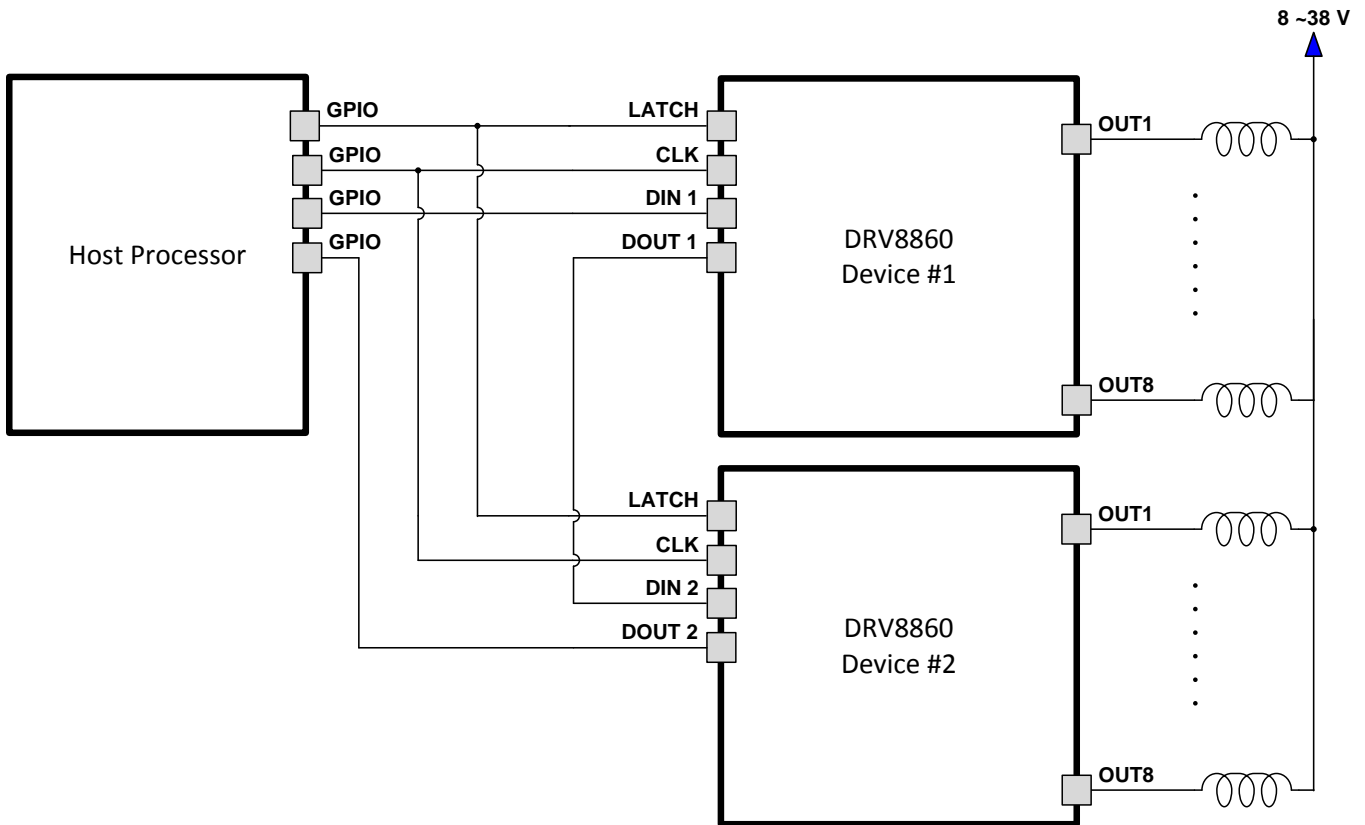 8 ~38 V
Host Processor
GPIO
GPIO
GPIO
GPIO
LATCH
CLK
DIN 1
DOUT 1
DRV8860
Device #1
OUT1
OUT8
LATCH
CLK
DIN 2
DOUT 2
DRV8860
Device #2
OUT1
OUT8